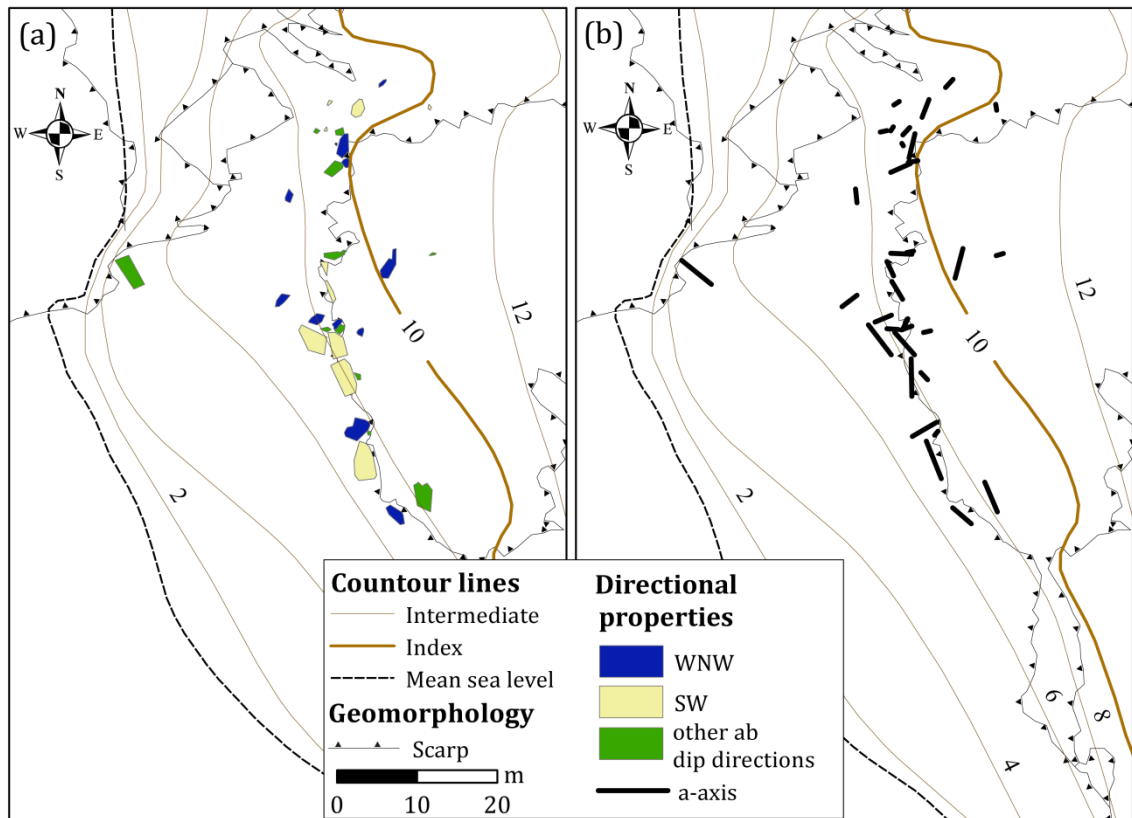 (a)
N
W E
S
10
12
2
(b)
N
W E
S
12
10
2
6
8
4
Countour lines
Intermediate
Index
Mean sea level
Geomorphology
Scarp
m
0 10 20
Directional
properties
WNW
SW
other ab
dip directions
a-axis